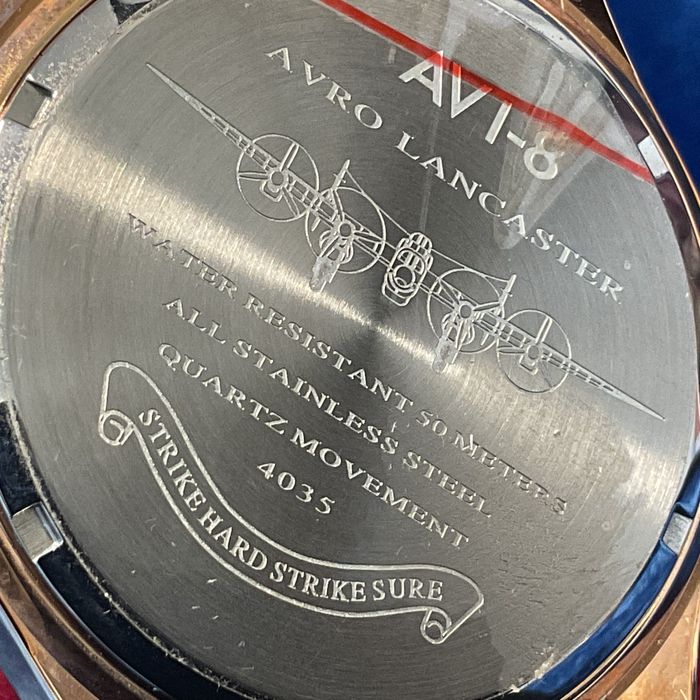 AVI-8
AVRO LANCASTER
WATER RESISTANT 50 METERS
ALL STAINLESS STEEL
QUARTZ MOVEMENT
4035
STRIKE HARD STRIKE SURE